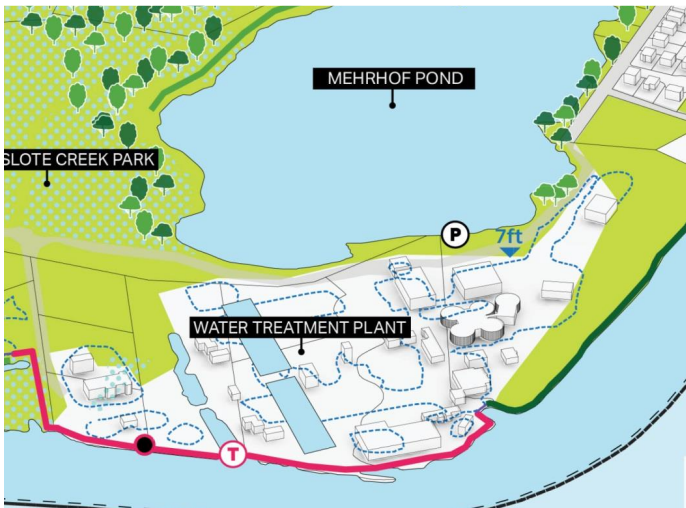 MEHRHOF POND
SLOTE CREEK PARK
P
7ft
WATER TREATMENT PLANT
T